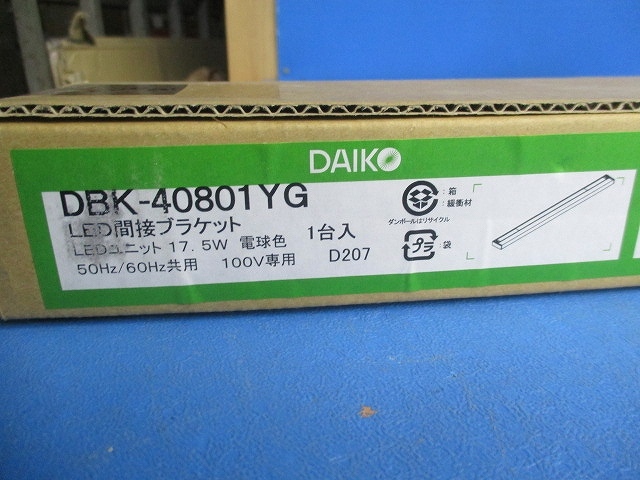 DAIKO
DBK-40801YG
LED間接ブラケット
LEDユニット 17.5W 電球色 1台入
50Hz/60Hz共用 100V専用 D207
:箱
:緩衝材
ダンボールはリサイクル
プラ 袋